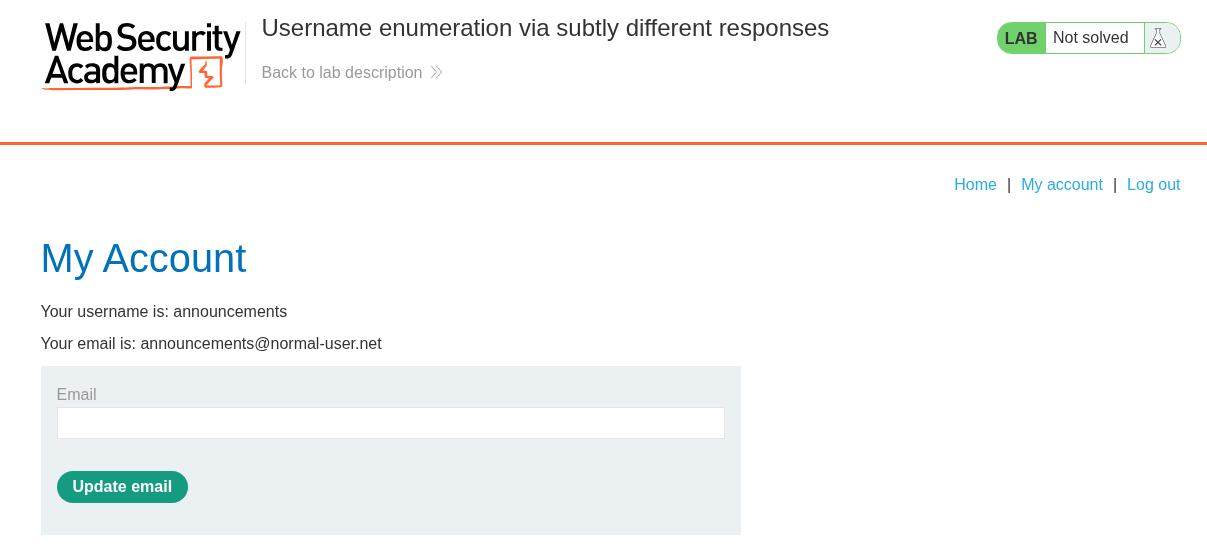 Web Security
Academy
Username enumeration via subtly different responses
Back to lab description
LAB Not solved
Home | My account | Log out
My Account
Your username is: announcements
Your email is: announcements@normal-user.net
Email
Update email